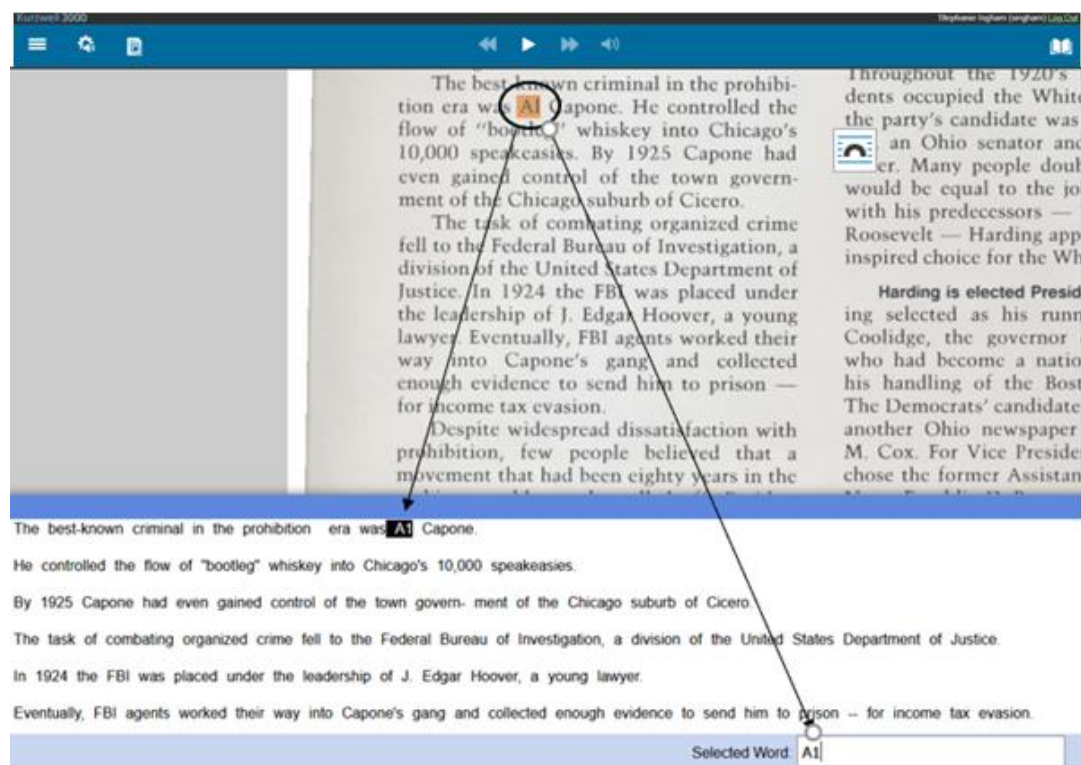 Kurzweil 3000
Stephanie Ingham (singham) Log Out
The best-known criminal in the prohibi-
tion era was Al Capone. He controlled the
flow of "bootleg" whiskey into Chicago's
10,000 speakeasies. By 1925 Capone had
even gained control of the town govern-
ment of the Chicago suburb of Cicero.
The task of combating organized crime
fell to the Federal Bureau of Investigation, a
division of the United States Department of
Justice. In 1924 the FBI was placed under
the leadership of J. Edgar Hoover, a young
lawyer. Eventually, FBI agents worked their
way into Capone's gang and collected
enough evidence to send him to prison —
for income tax evasion.
Despite widespread dissatisfaction with
prohibition, few people believed that a
movement that had been eighty years in the
Throughout the 1920's
dents occupied the White
the party's candidate was
an Ohio senator and
er. Many people doub
would be equal to the jo
with his predecessors —
Roosevelt — Harding app
inspired choice for the Wh
Harding is elected Presid
ing selected as his runn
Coolidge, the governor
who had become a natio
his handling of the Bost
The Democrats' candidate
another Ohio newspaper
M. Cox. For Vice Preside
chose the former Assistan
The best-known criminal in the prohibition era was A1 Capone.
He controlled the flow of "bootleg" whiskey into Chicago's 10,000 speakeasies.
By 1925 Capone had even gained control of the town govern- ment of the Chicago suburb of Cicero.
The task of combating organized crime fell to the Federal Bureau of Investigation, a division of the United States Department of Justice.
In 1924 the FBI was placed under the leadership of J. Edgar Hoover, a young lawyer.
Eventually, FBI agents worked their way into Capone's gang and collected enough evidence to send him to prison -- for income tax evasion.
Selected Word: A1